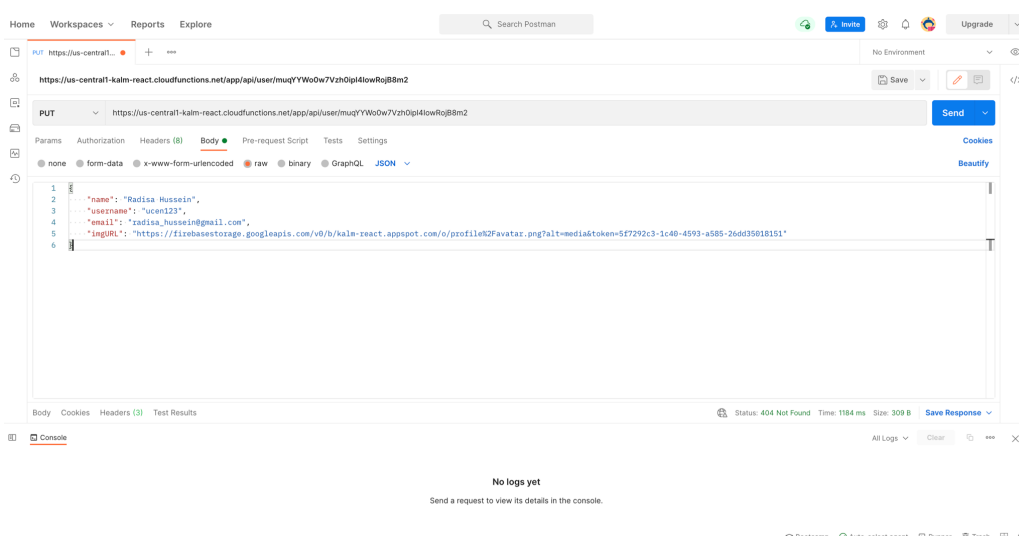 Home Workspaces Reports Explore Search Postman Invite Upgrade
PUT https://us-central1... No Environment
https://us-central1-kalm-react.cloudfunctions.net/app/api/user/muqYYWo0w7Vzh0ipI4IowRojB8m2 Save
PUT https://us-central1-kalm-react.cloudfunctions.net/app/api/user/muqYYWo0w7Vzh0ipI4IowRojB8m2 Send
Params Authorization Headers (8) Body Pre-request Script Tests Settings Cookies
none form-data x-www-form-urlencoded raw binary GraphQL JSON Beautify
1 {
2 "name": "Radisa Hussein",
3 "username": "ucen123",
4 "email": "radisa_hussein@gmail.com",
5 "imgURL": "https://firebasestorage.googleapis.com/v0/b/kalm-react.appspot.com/o/profile%2Favatar.png?alt=media&token=5f7292c3-1c40-4593-a585-26dd35018151"
6 }
Body Cookies Headers (3) Test Results Status: 404 Not Found Time: 1184 ms Size: 309 B Save Response
Console All Logs Clear
No logs yet
Send a request to view its details in the console.